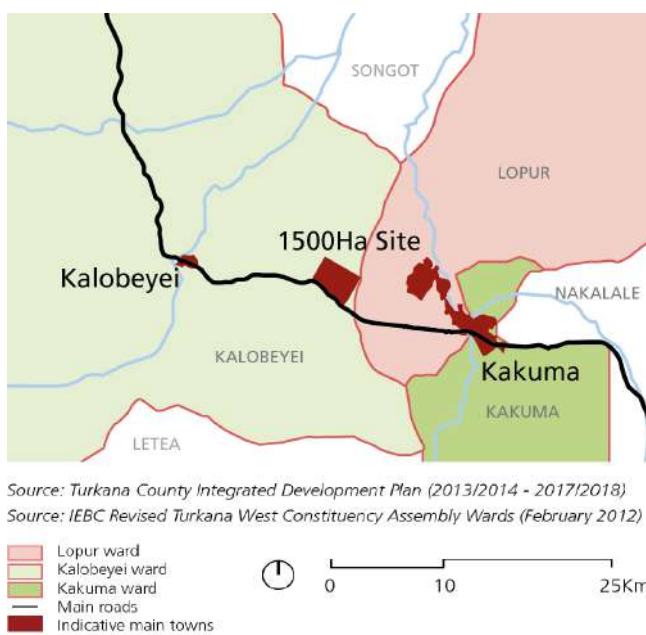 SONGOT
LOPUR
1500Ha Site
Kalobeyei
NAKALALE
KALOBEYEI
Kakuma
KAKUMA
LETEA
Source: Turkana County Integrated Development Plan (2013/2014 - 2017/2018)
Source: IEBC Revised Turkana West Constituency Assembly Wards (February 2012)
Lopur ward
Kalobeyei ward
Kakuma ward
Main roads
Indicative main towns
0 10 25Km